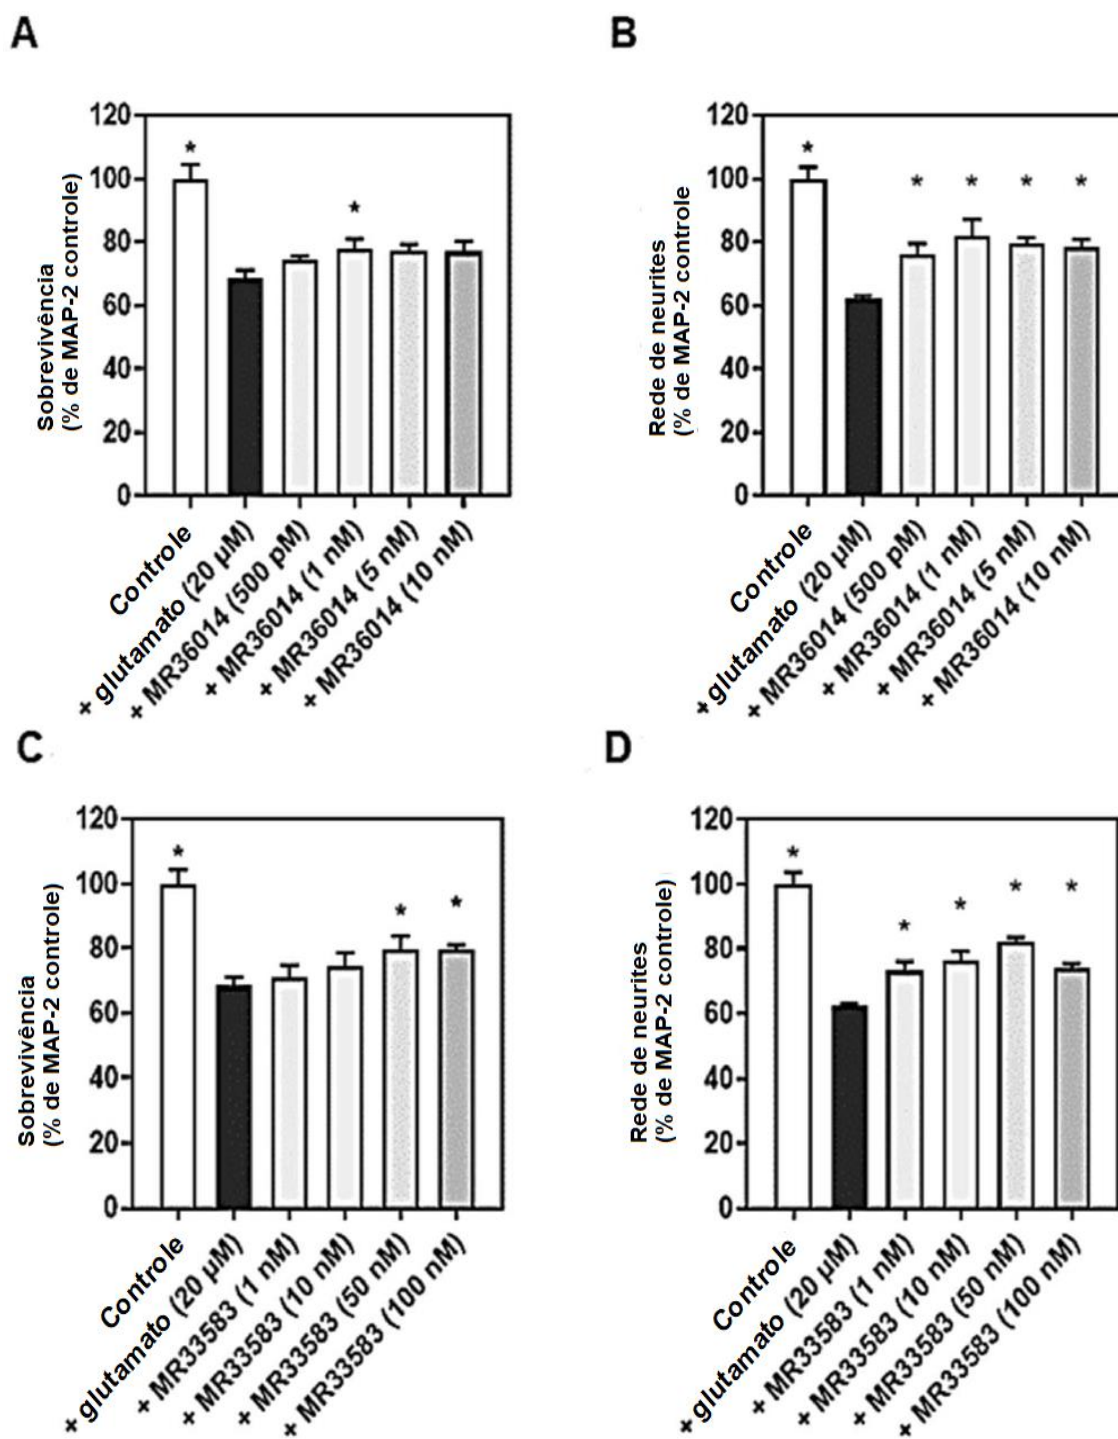 A
Sobrevivência
(% de MAP-2 controle)
120
100
80
60
40
20
0
*
*
Controle
+ glutamato (20 µM)
+ MR36014 (500 pM)
+ MR36014 (1 nM)
+ MR36014 (5 nM)
+ MR36014 (10 nM)
B
Rede de neurites
(% de MAP-2 controle
120
100
80
60
40
20
0
*
*
*
*
*
Controle
+ glutamato (20 µM)
+ MR36014 (500 pM)
+ MR36014 (1 nM)
+ MR36014 (5 nM)
+ MR36014 (10 nM)
C
Sobrevivência
(% de MAP-2 controle)
120
100
80
60
40
20
0
*
*
*
Controle
+ glutamato (20 µM)
+ MR33583 (1 nM)
+ MR33583 (10 nM)
+ MR33583 (50 nM)
+ MR33583 (100 nM)
D
Rede de neurites
(% de MAP-2 controle)
120
100
80
60
40
20
0
*
*
*
*
*
Controle
+ glutamato (20 µM)
+ MR33583 (1 nM)
+ MR33583 (10 nM)
+ MR33583 (50 nM)
+ MR33583 (100 nM)